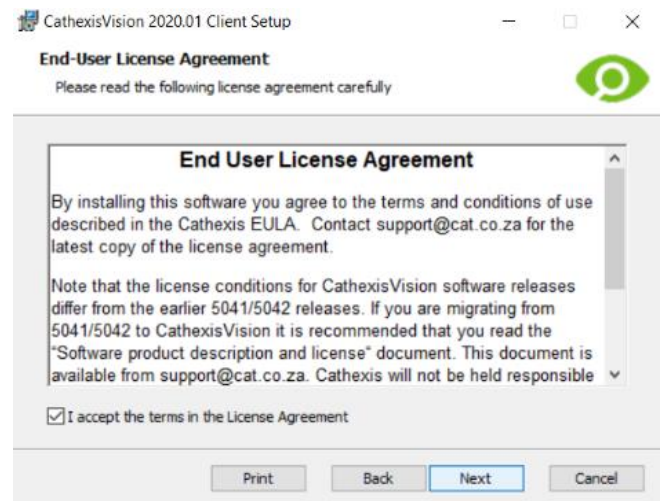 CathexisVision 2020.01 Client Setup
End-User License Agreement
Please read the following license agreement carefully
End User License Agreement
By installing this software you agree to the terms and conditions of use
described in the Cathexis EULA.  Contact support@cat.co.za for the
latest copy of the license agreement.
Note that the license conditions for CathexisVision software releases
differ from the earlier 5041/5042 releases. If you are migrating from
5041/5042 to CathexisVision it is recommended that you read the
"Software product description and license" document. This document is
available from support@cat.co.za. Cathexis will not be held responsible
I accept the terms in the License Agreement
Print Back Next Cancel